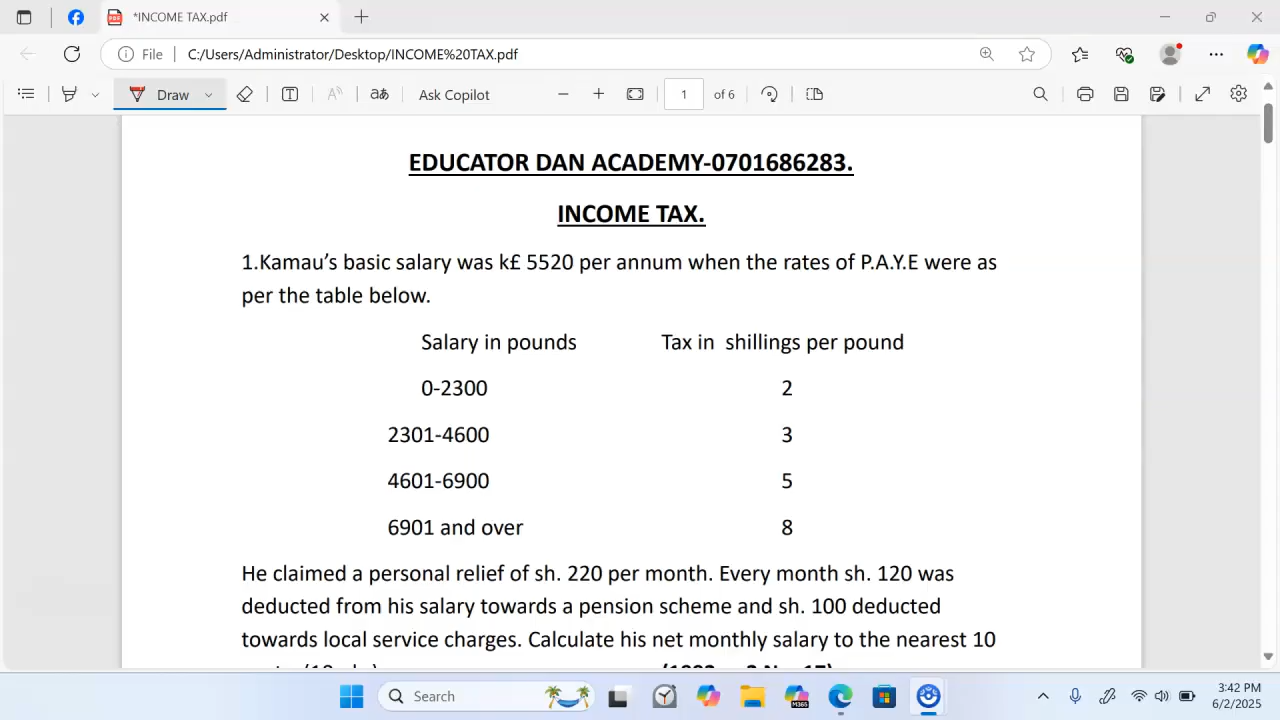 *INCOME TAX.pdf
File
C:/Users/Administrator/Desktop/INCOME%20TAX.pdf
Draw
Ask Copilot
1 of 6
EDUCATOR DAN ACADEMY-0701686283.
INCOME TAX.
1.Kamau’s basic salary was k£ 5520 per annum when the rates of P.A.Y.E were as
per the table below.
Salary in pounds Tax in shillings per pound
0-2300 2
2301-4600 3
4601-6900 5
6901 and over 8
He claimed a personal relief of sh. 220 per month. Every month sh. 120 was
deducted from his salary towards a pension scheme and sh. 100 deducted
towards local service charges. Calculate his net monthly salary to the nearest 10
Search
3:42 PM
6/2/2025